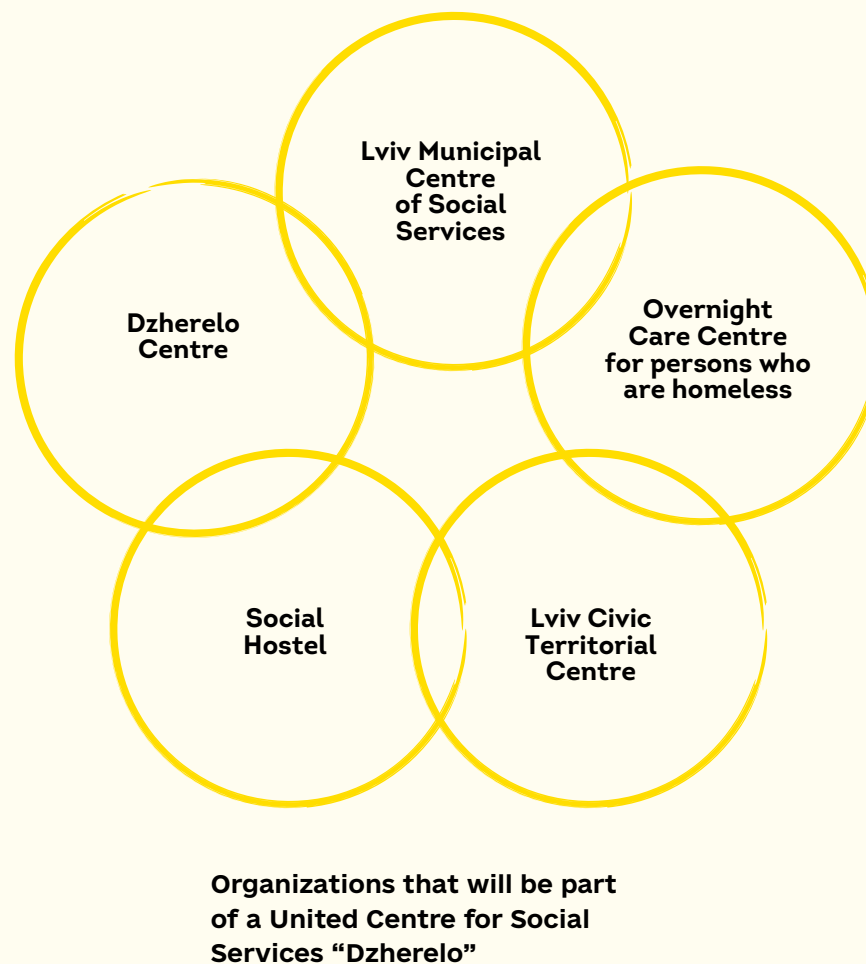 Lviv Municipal
Centre
of Social
Services
Dzherelo
Centre
Overnight
Care Centre
for persons who
are homeless
Social
Hostel
Lviv Civic
Territorial
Centre
Organizations that will be part
of a United Centre for Social
Services “Dzherelo”